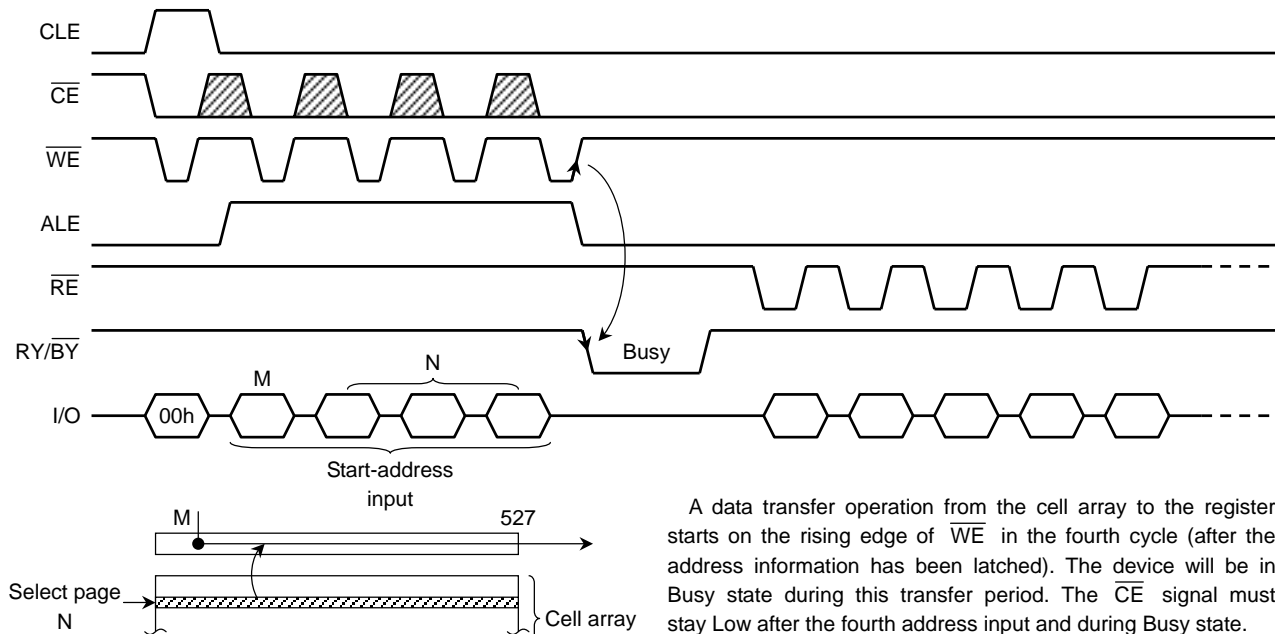 CLE
CE
WE
ALE
RE
RY/BY
Busy
M
N
I/O
00h
Start-address
input
M
527
Select page
N
Cell array
A data transfer operation from the cell array to the register
starts on the rising edge of WE in the fourth cycle (after the
address information has been latched). The device will be in
Busy state during this transfer period. The CE signal must
stay Low after the fourth address input and during Busy state.